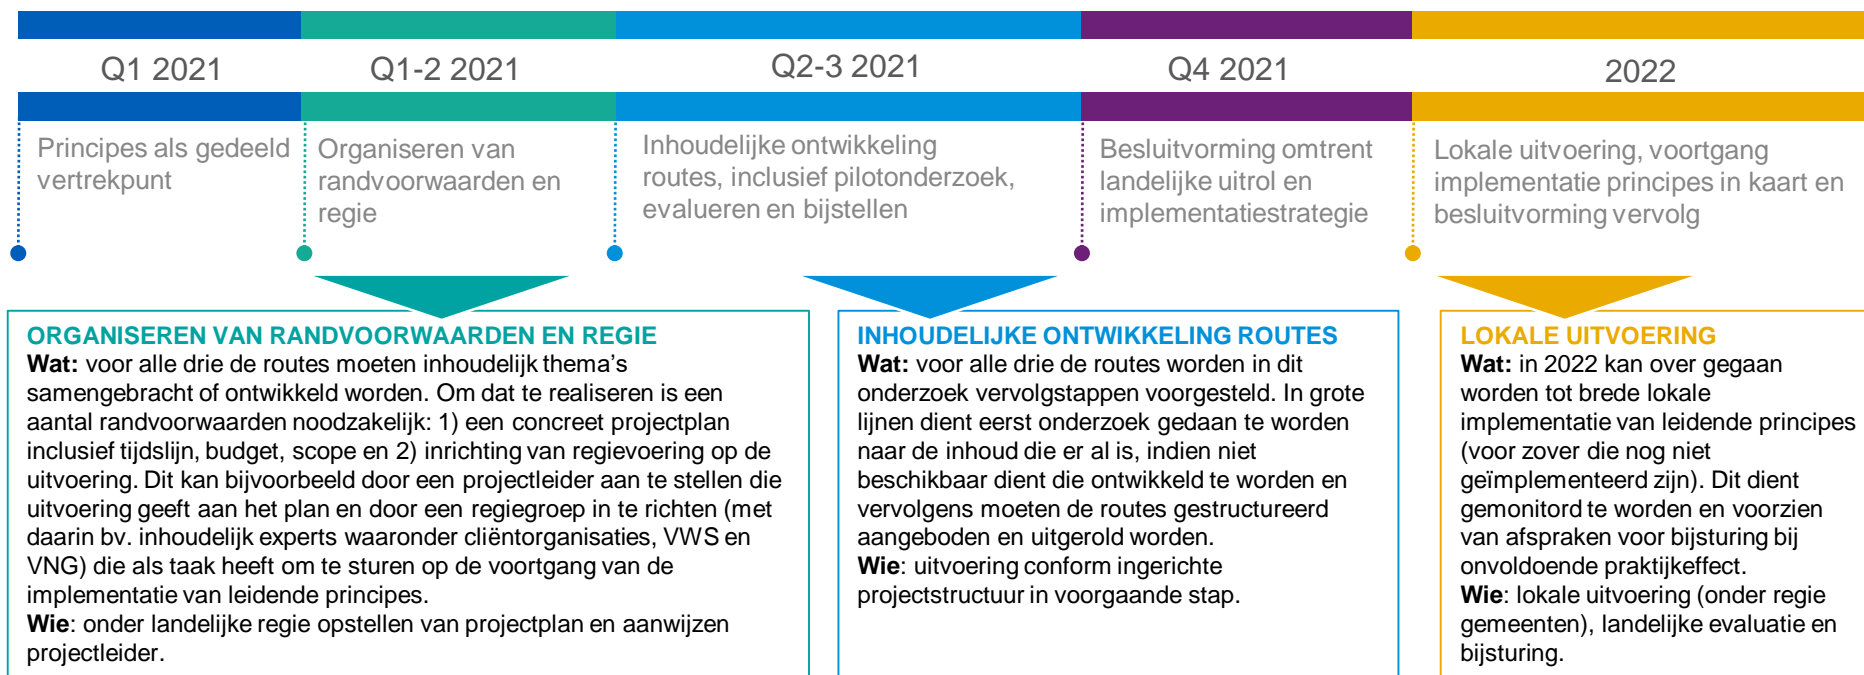 Q1 2021
Q1-2 2021
Q2-3 2021
Q4 2021
2022
Principes als gedeeld
vertrekpunt
Organiseren van
randvoorwaarden en
regie
Inhoudelijke ontwikkeling
routes, inclusief pilotonderzoek,
evalueren en bijstellen
Besluitvorming omtrent
landelijke uitrol en
implementatiestrategie
Lokale uitvoering, voortgang
implementatie principes in kaart en
besluitvorming vervolg
ORGANISEREN VAN RANDVOORWAARDEN EN REGIE
Wat: voor alle drie de routes moeten inhoudelijk thema's
samengebracht of ontwikkeld worden. Om dat te realiseren is een
aantal randvoorwaarden noodzakelijk: 1) een concreet projectplan
inclusief tijdslijn, budget, scope en 2) inrichting van regievoering op de
uitvoering. Dit kan bijvoorbeeld door een projectleider aan te stellen die
uitvoering geeft aan het plan en door een regiegroep in te richten (met
daarin bv. inhoudelijk experts waaronder cliëntorganisaties, VWS en
VNG) die als taak heeft om te sturen op de voortgang van de
implementatie van leidende principes.
Wie: onder landelijke regie opstellen van projectplan en aanwijzen
projectleider.
INHOUDELIJKE ONTWIKKELING ROUTES
Wat: voor alle drie de routes worden in dit
onderzoek vervolgstappen voorgesteld. In grote
lijnen dient eerst onderzoek gedaan te worden
naar de inhoud die er al is, indien niet
beschikbaar dient die ontwikkeld te worden en
vervolgens moeten de routes gestructureerd
aangeboden en uitgerold worden.
Wie: uitvoering conform ingerichte
projectstructuur in voorgaande stap.
LOKALE UITVOERING
Wat: in 2022 kan over gegaan
worden tot brede lokale
implementatie van leidende principes
(voor zover die nog niet
geïmplementeerd zijn). Dit dient
gemonitord te worden en voorzien
van afspraken voor bijsturing bij
onvoldoende praktijkeffect.
Wie: lokale uitvoering (onder regie
gemeenten), landelijke evaluatie en
bijsturing.